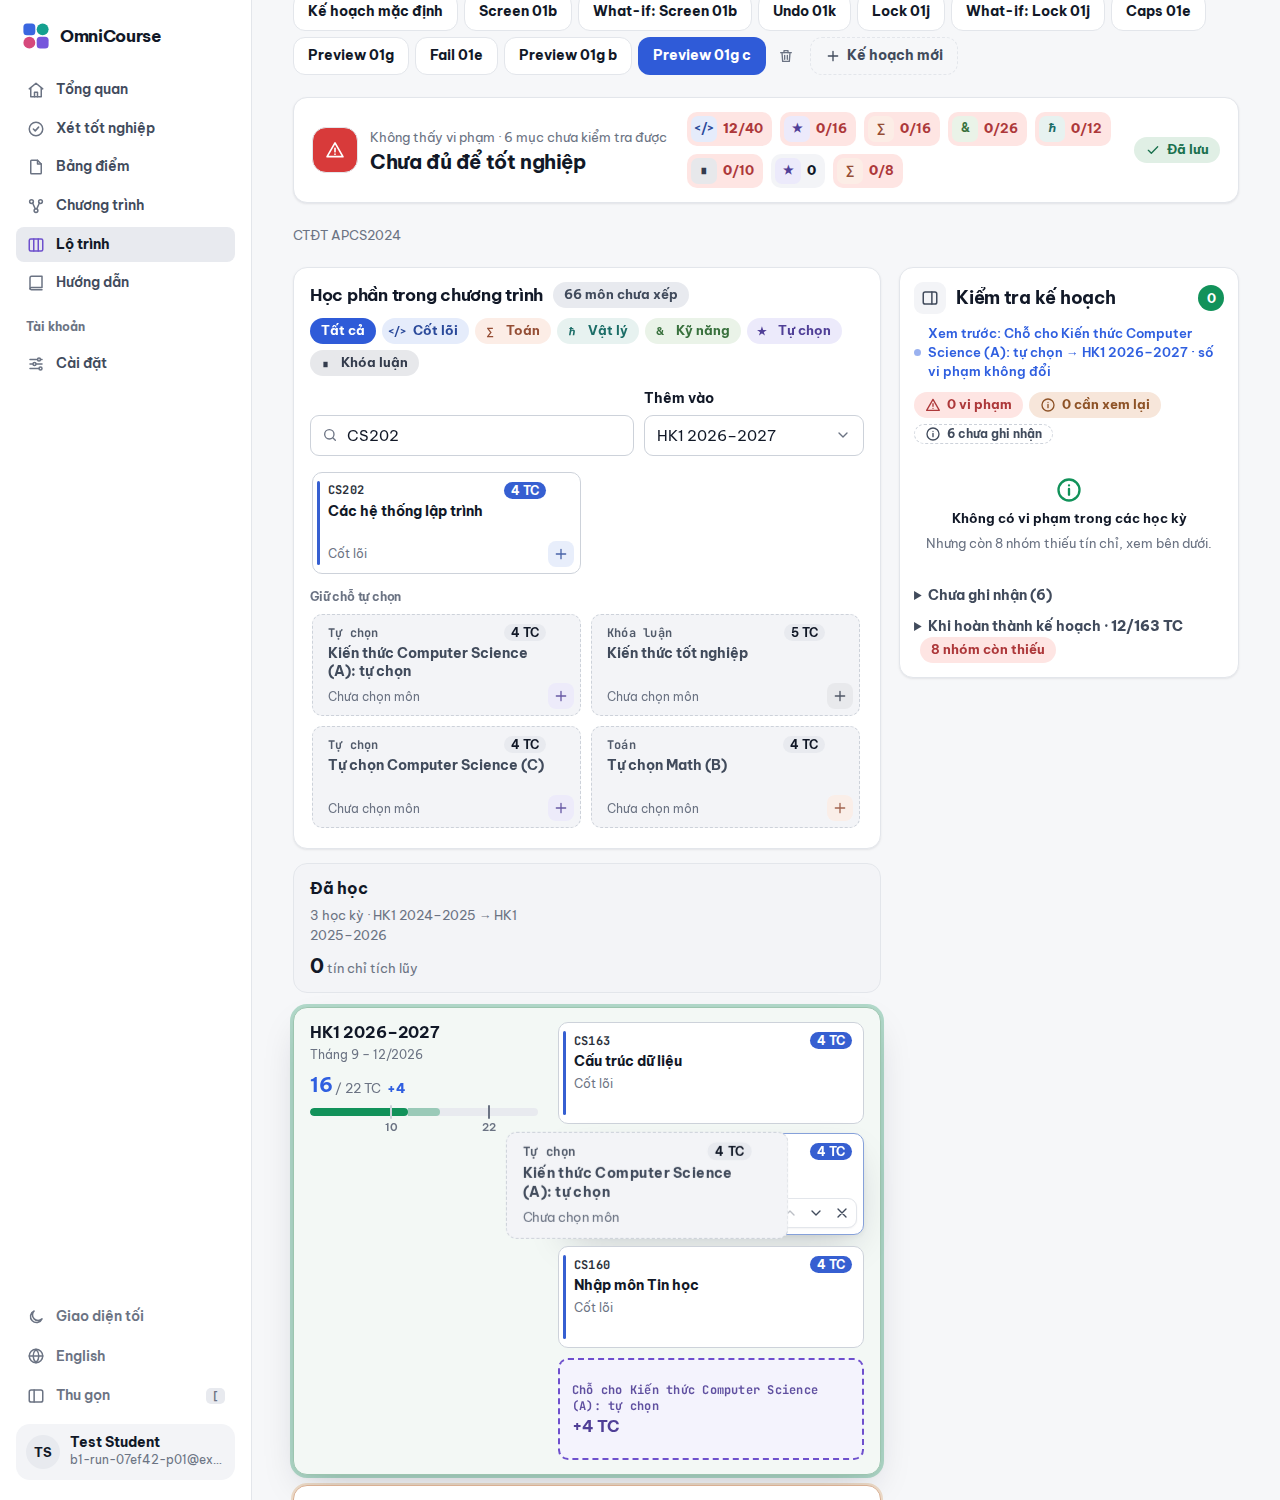 OmniCourse
Tổng quan
Xét tốt nghiệp
Bảng điểm
Chương trình
Lộ trình
Hướng dẫn
Tài khoản
Cài đặt
Giao diện tối
English
Thu gọn [
TS Test Student
b1-run-07ef42-p01@ex...
Kế hoạch mặc định Screen 01b What-if: Screen 01b Undo 01k Lock 01j What-if: Lock 01j Caps 01e
Preview 01g Fail 01e Preview 01g b Preview 01g c + Kế hoạch mới
Không thấy vi phạm · 6 mục chưa kiểm tra được
Chưa đủ để tốt nghiệp
</> 12/40 ★ 0/16 ∑ 0/16 & 0/26 ℏ 0/12
∎ 0/10 ★ 0 ∑ 0/8
Đã lưu
CTĐT APCS2024
Học phần trong chương trình 66 môn chưa xếp
Tất cả </> Cốt lõi ∑ Toán ℏ Vật lý & Kỹ năng ★ Tự chọn
∎ Khóa luận
Thêm vào
CS202 HK1 2026–2027
CS202 4 TC
Các hệ thống lập trình
Cốt lõi +
Giữ chỗ tự chọn
Tự chọn 4 TC
Kiến thức Computer Science
(A): tự chọn
Chưa chọn môn +
Khóa luận 5 TC
Kiến thức tốt nghiệp
Chưa chọn môn +
Tự chọn 4 TC
Tự chọn Computer Science (C)
Chưa chọn môn +
Toán 4 TC
Tự chọn Math (B)
Chưa chọn môn +
Kiểm tra kế hoạch 0
Xem trước: Chỗ cho Kiến thức Computer
Science (A): tự chọn → HK1 2026–2027 · số
vi phạm không đổi
0 vi phạm 0 cần xem lại
6 chưa ghi nhận
Không có vi phạm trong các học kỳ
Nhưng còn 8 nhóm thiếu tín chỉ, xem bên dưới.
Chưa ghi nhận (6)
Khi hoàn thành kế hoạch · 12/163 TC
8 nhóm còn thiếu
Đã học
3 học kỳ · HK1 2024–2025 → HK1
2025–2026
0 tín chỉ tích lũy
HK1 2026–2027
Tháng 9 – 12/2026
16 / 22 TC +4
10 22
CS163 4 TC
Cấu trúc dữ liệu
Cốt lõi
4 TC
Tự chọn 4 TC
Kiến thức Computer Science
(A): tự chọn
Chưa chọn môn
CS160 4 TC
Nhập môn Tin học
Cốt lõi
Chỗ cho Kiến thức Computer Science
(A): tự chọn
+4 TC